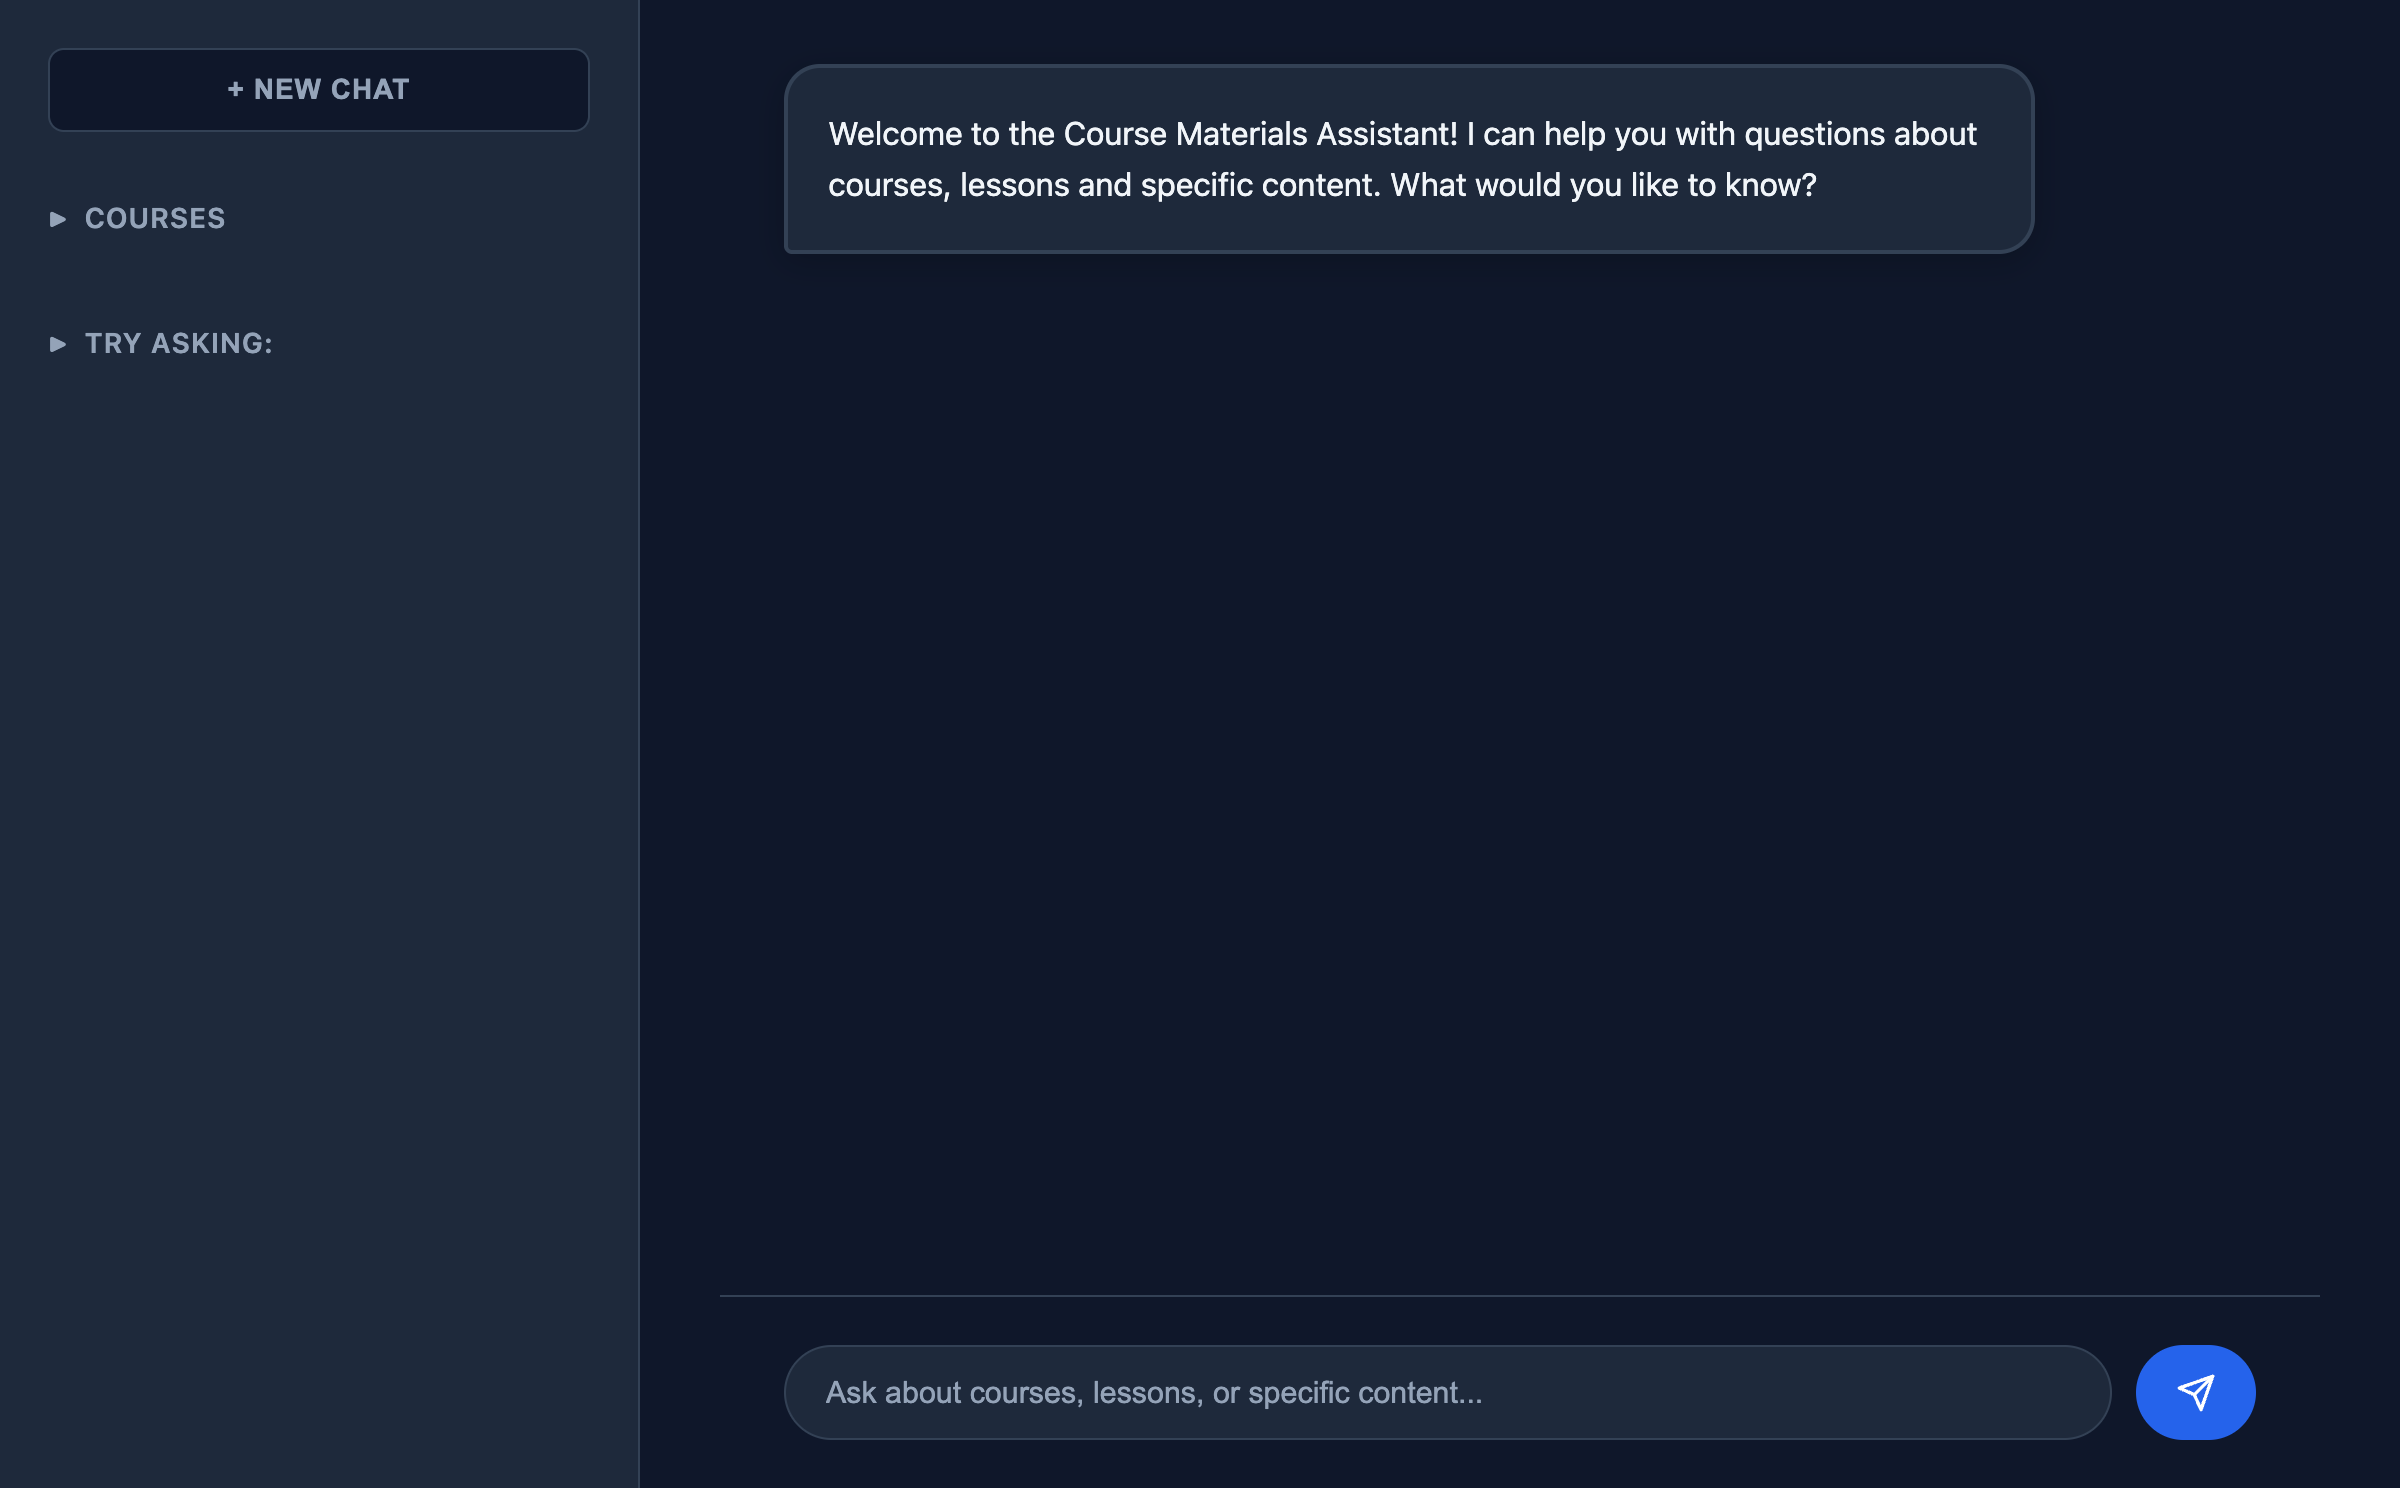 + NEW CHAT
COURSES
TRY ASKING:
Welcome to the Course Materials Assistant! I can help you with questions about
courses, lessons and specific content. What would you like to know?
Ask about courses, lessons, or specific content...